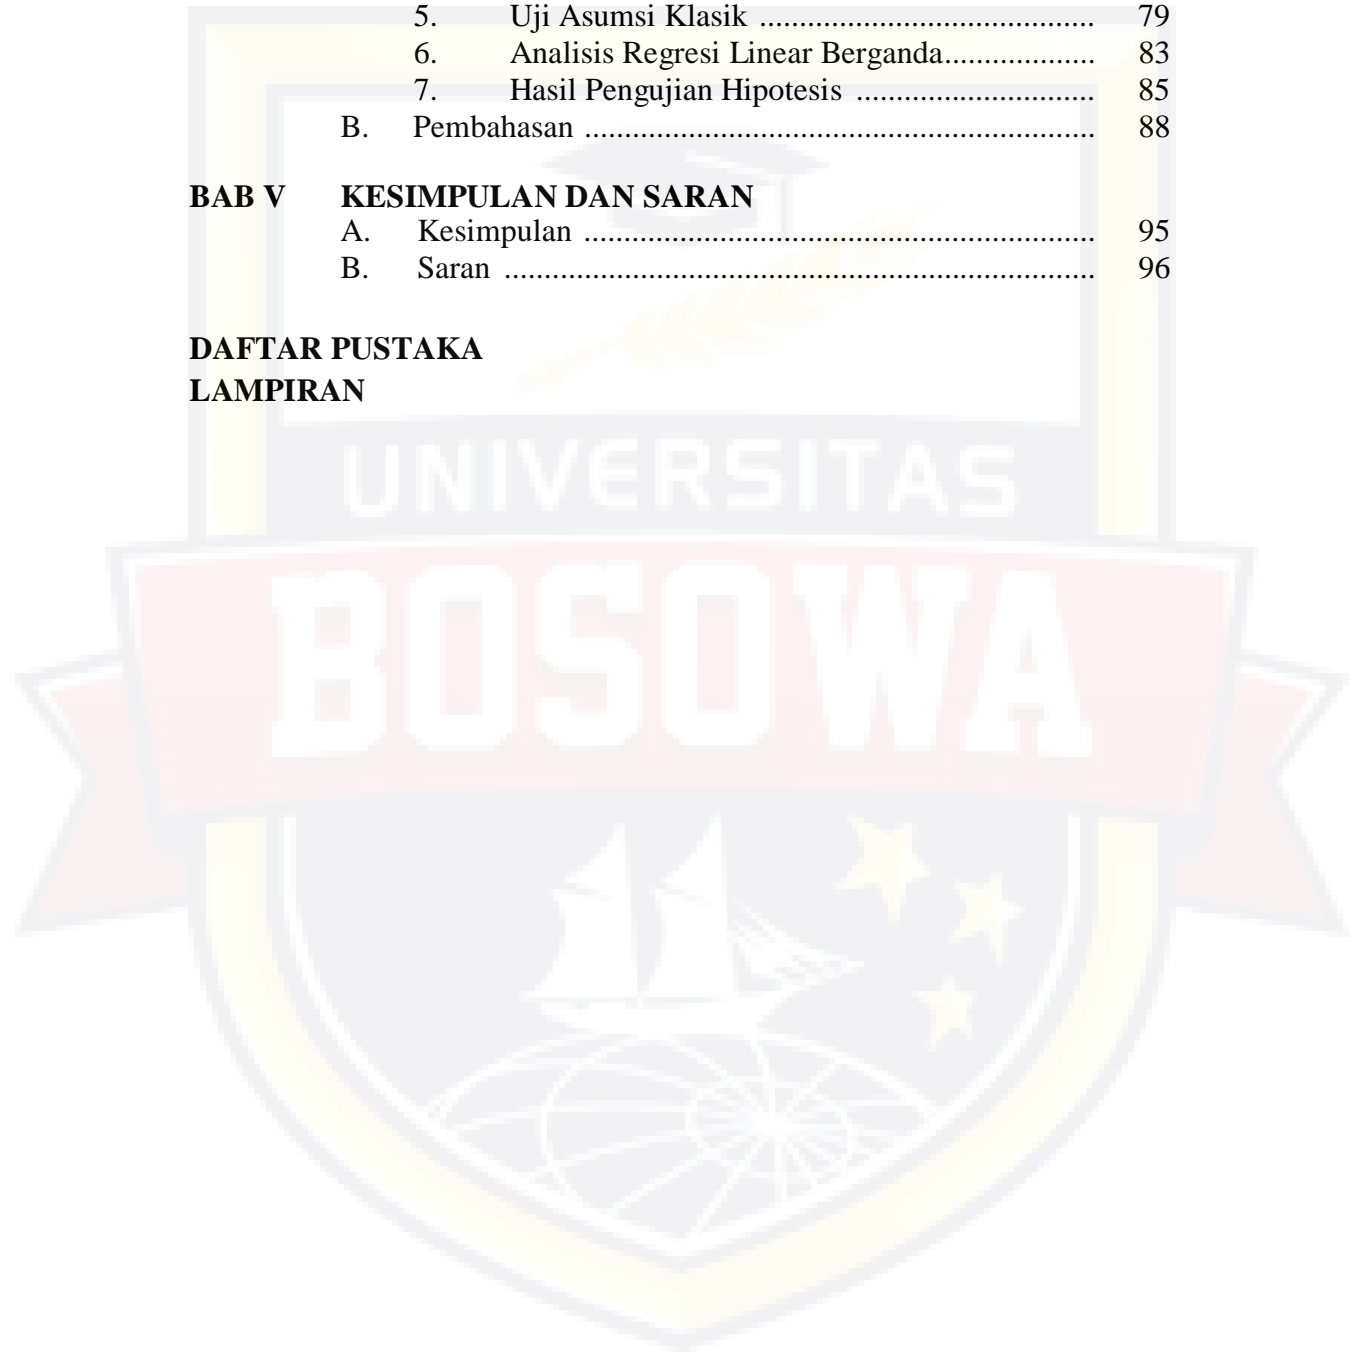 5. Uji Asumsi Klasik .......................................... 79
6. Analisis Regresi Linear Berganda................... 83
7. Hasil Pengujian Hipotesis .............................. 85
B. Pembahasan ................................................................ 88
BAB V KESIMPULAN DAN SARAN
A. Kesimpulan ................................................................ 95
B. Saran .......................................................................... 96
DAFTAR PUSTAKA
LAMPIRAN
UNIVERSITAS
BOSOWA